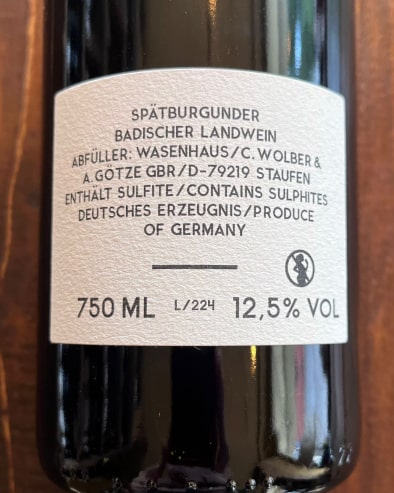 SPÄTBURGUNDER
BADISCHER LANDWEIN
ABFÜLLER: WASENHAUS/C. WOLBER &
A. GÖTZE GBR/D-79219 STAUFEN
ENTHÄLT SULFITE/CONTAINS SULPHITES
DEUTSCHES ERZEUGNIS/PRODUCE
OF GERMANY
750 ML L/224 12,5% VOL